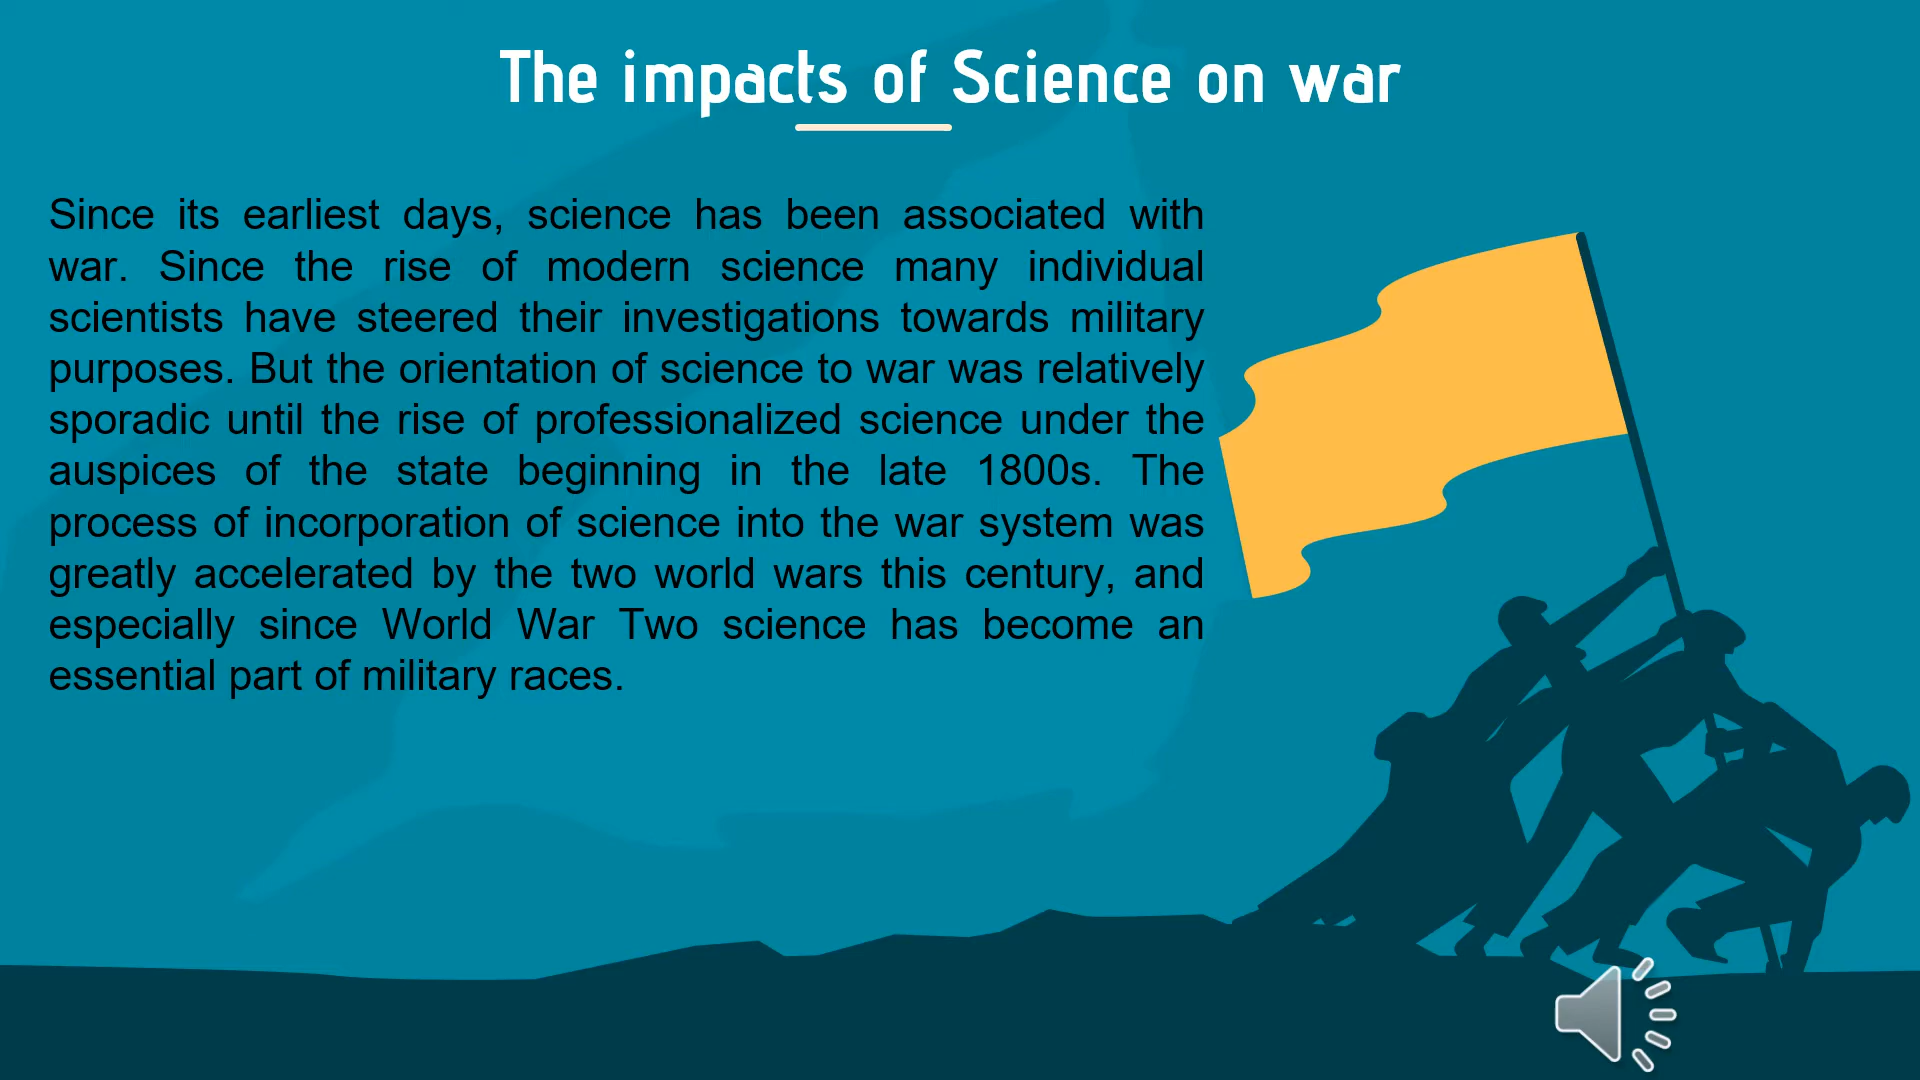 The impacts of Science on war
Since its earliest days, science has been associated with
war. Since the rise of modern science many individual
scientists have steered their investigations towards military
purposes. But the orientation of science to war was relatively
sporadic until the rise of professionalized science under the
auspices of the state beginning in the late 1800s. The
process of incorporation of science into the war system was
greatly accelerated by the two world wars this century, and
especially since World War Two science has become an
essential part of military races.